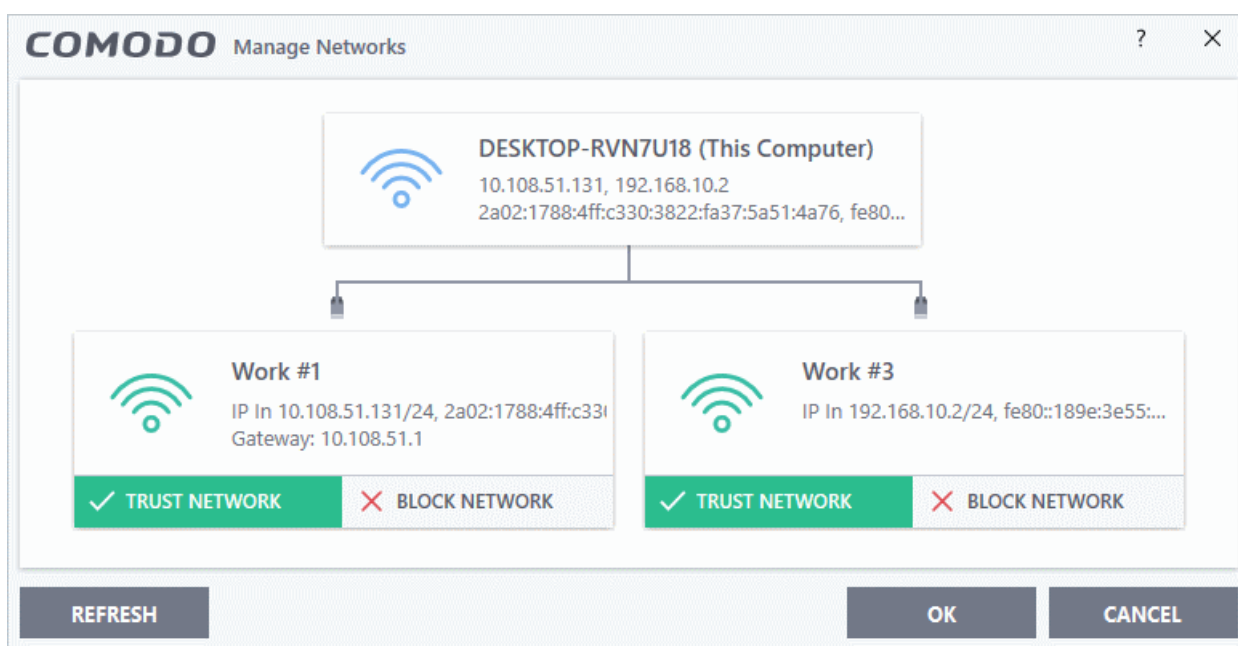 COMODO Manage Networks ?
DESKTOP-RVN7U18 (This Computer)
10.108.51.131, 192.168.10.2
2a02:1788:4ff:c330:3822:fa37:5a51:4a76, fe80...
Work #1
IP In 10.108.51.131/24, 2a02:1788:4ff:c33
Gateway: 10.108.51.1
TRUST NETWORK
BLOCK NETWORK
Work #3
IP In 192.168.10.2/24, fe80::189e:3e55:...
TRUST NETWORK
BLOCK NETWORK
REFRESH
OK
CANCEL